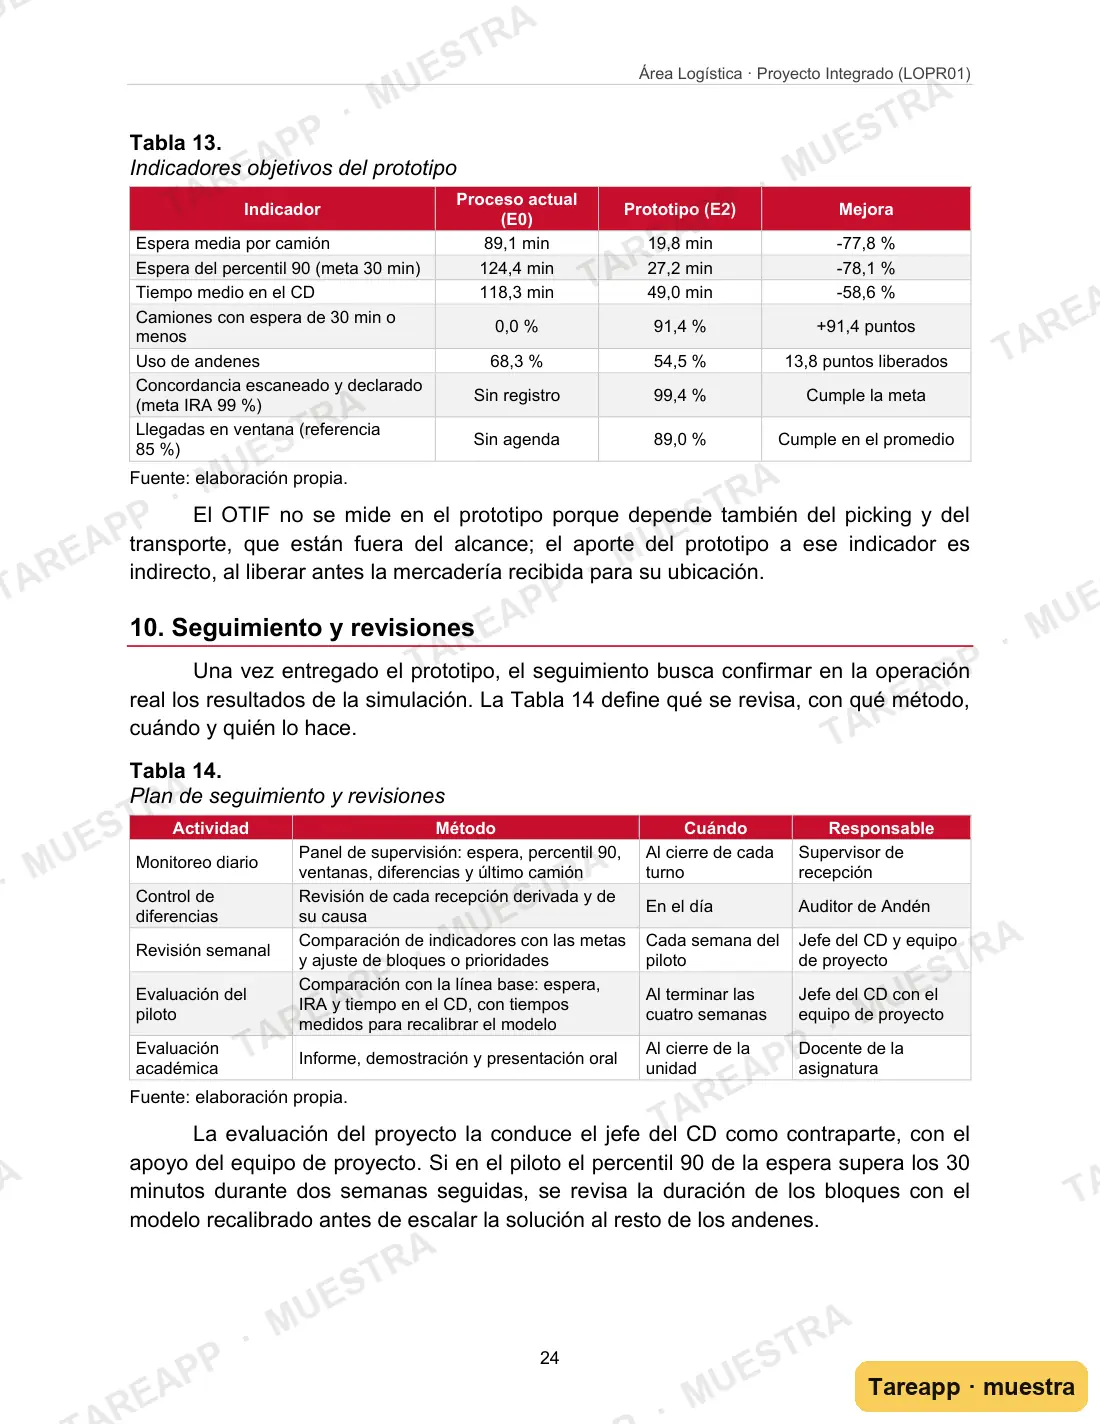 Área Logística · Proyecto Integrado (LOPR01)
Tabla 13.
Indicadores objetivos del prototipo
Indicador | Proceso actual (E0) | Prototipo (E2) | Mejora
Espera media por camión | 89,1 min | 19,8 min | -77,8 %
Espera del percentil 90 (meta 30 min) | 124,4 min | 27,2 min | -78,1 %
Tiempo medio en el CD | 118,3 min | 49,0 min | -58,6 %
Camiones con espera de 30 min o menos | 0,0 % | 91,4 % | +91,4 puntos
Uso de andenes | 68,3 % | 54,5 % | 13,8 puntos liberados
Concordancia escaneado y declarado (meta IRA 99 %) | Sin registro | 99,4 % | Cumple la meta
Llegadas en ventana (referencia 85 %) | Sin agenda | 89,0 % | Cumple en el promedio
Fuente: elaboración propia.
El OTIF no se mide en el prototipo porque depende también del picking y del
transporte, que están fuera del alcance; el aporte del prototipo a ese indicador es
indirecto, al liberar antes la mercadería recibida para su ubicación.
10. Seguimiento y revisiones
Una vez entregado el prototipo, el seguimiento busca confirmar en la operación
real los resultados de la simulación. La Tabla 14 define qué se revisa, con qué método,
cuándo y quién lo hace.
Tabla 14.
Plan de seguimiento y revisiones
Actividad | Método | Cuándo | Responsable
Monitoreo diario | Panel de supervisión: espera, percentil 90, ventanas, diferencias y último camión | Al cierre de cada turno | Supervisor de recepción
Control de diferencias | Revisión de cada recepción derivada y de su causa | En el día | Auditor de Andén
Revisión semanal | Comparación de indicadores con las metas y ajuste de bloques o prioridades | Cada semana del piloto | Jefe del CD y equipo de proyecto
Evaluación del piloto | Comparación con la línea base: espera, IRA y tiempo en el CD, con tiempos medidos para recalibrar el modelo | Al terminar las cuatro semanas | Jefe del CD con el equipo de proyecto
Evaluación académica | Informe, demostración y presentación oral | Al cierre de la unidad | Docente de la asignatura
Fuente: elaboración propia.
La evaluación del proyecto la conduce el jefe del CD como contraparte, con el
apoyo del equipo de proyecto. Si en el piloto el percentil 90 de la espera supera los 30
minutos durante dos semanas seguidas, se revisa la duración de los bloques con el
modelo recalibrado antes de escalar la solución al resto de los andenes.
24
Tareapp · muestra
TAREAPP · MUESTRA